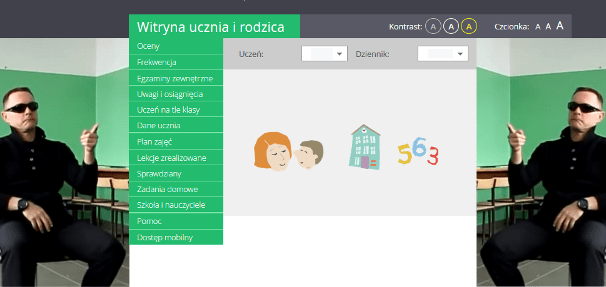 Witryna ucznia i rodzica
Kontrast: A A A
Czcionka: A A A
Oceny
Uczeń:
Dziennik:
Frekwencja
Egzaminy zewnętrzne
Uwagi i osiągnięcia
Uczeń na tle klasy
Dane ucznia
Plan zajęć
Lekcje zrealizowane
Sprawdziany
Zadania domowe
Szkoła i nauczyciele
Pomoc
Dostęp mobilny
563